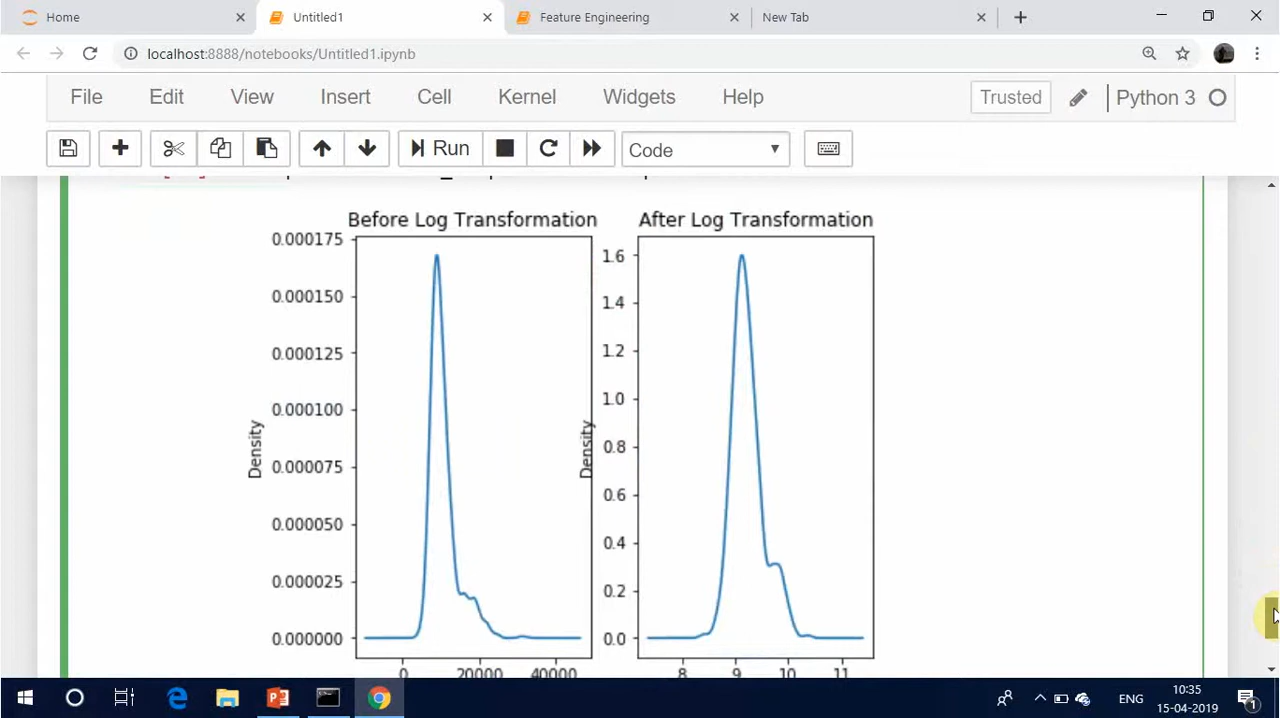 Home
Untitled1
Feature Engineering
New Tab
localhost:8888/notebooks/Untitled1.ipynb
File Edit View Insert Cell Kernel Widgets Help Trusted Python 3
Run Code
Before Log Transformation After Log Transformation
0.000175
0.000150
0.000125
0.000100
0.000075
0.000050
0.000025
0.000000
Density
0 20000 40000
1.6
1.4
1.2
1.0
0.8
0.6
0.4
0.2
0.0
Density
8 9 10 11
ENG
10:35
15-04-2019
1